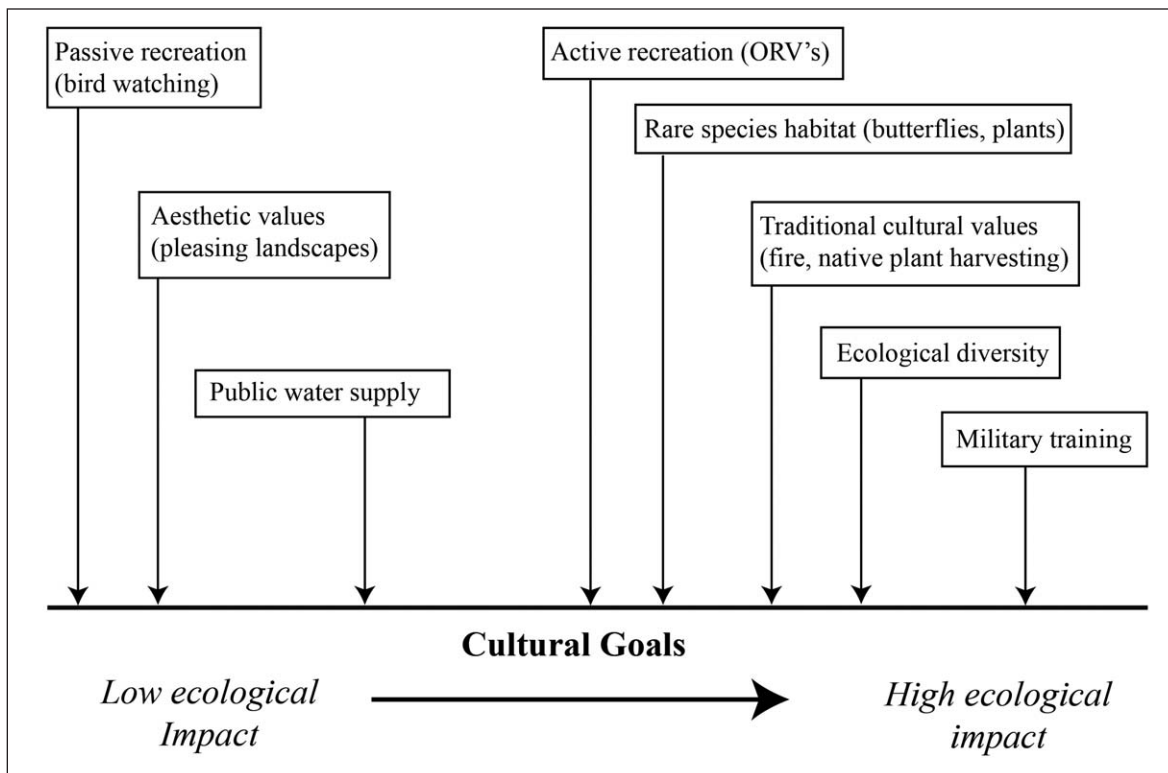 Passive recreation
(bird watching)
Active recreation (ORV's)
Rare species habitat (butterflies, plants)
Aesthetic values
(pleasing landscapes)
Traditional cultural values
(fire, native plant harvesting)
Ecological diversity
Public water supply
Military training
Cultural Goals
Low ecological
Impact
High ecological
impact